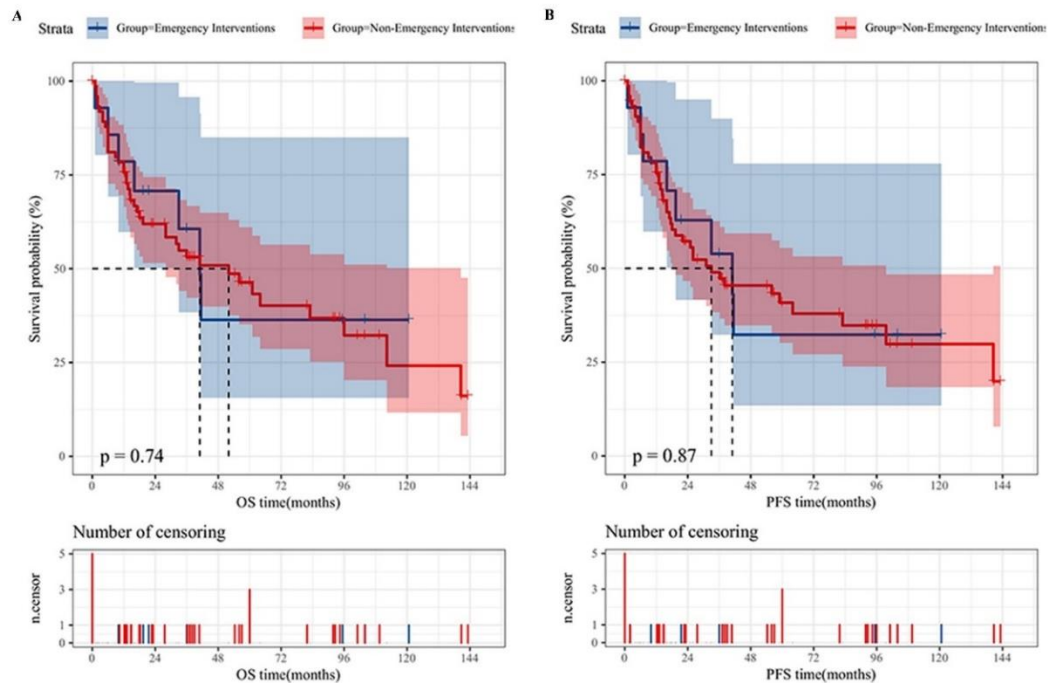 A
Strata Group=Emergency Interventions Group=Non-Emergency Interventions
100
75
50
25
0
Survival probability (%)
p = 0.74
0 24 48 72 96 120 144
OS time(months)
Number of censoring
5
3
1
0
n.censor
0 24 48 72 96 120 144
OS time(months)
B
Strata Group=Emergency Interventions Group=Non-Emergency Interventions
100
75
50
25
0
Survival probability (%)
p = 0.87
0 24 48 72 96 120 144
PFS time(months)
Number of censoring
5
3
1
0
n.censor
0 24 48 72 96 120 144
PFS time(months)